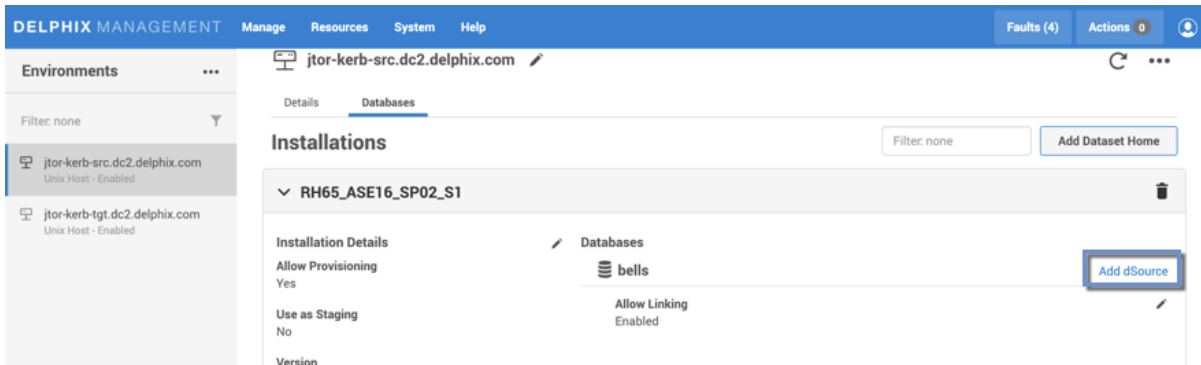 DELPHIX MANAGEMENT Manage Resources System Help Faults (4) Actions 0
Environments
Filter: none
jtor-kerb-src.dc2.delphix.com
Unix Host - Enabled
jtor-kerb-tgt.dc2.delphix.com
Unix Host - Enabled
jtor-kerb-src.dc2.delphix.com
Details Databases
Installations Filter: none Add Dataset Home
RH65_ASE16_SP02_S1
Installation Details
Allow Provisioning
Yes
Use as Staging
No
Version
Databases
bells Add dSource
Allow Linking
Enabled